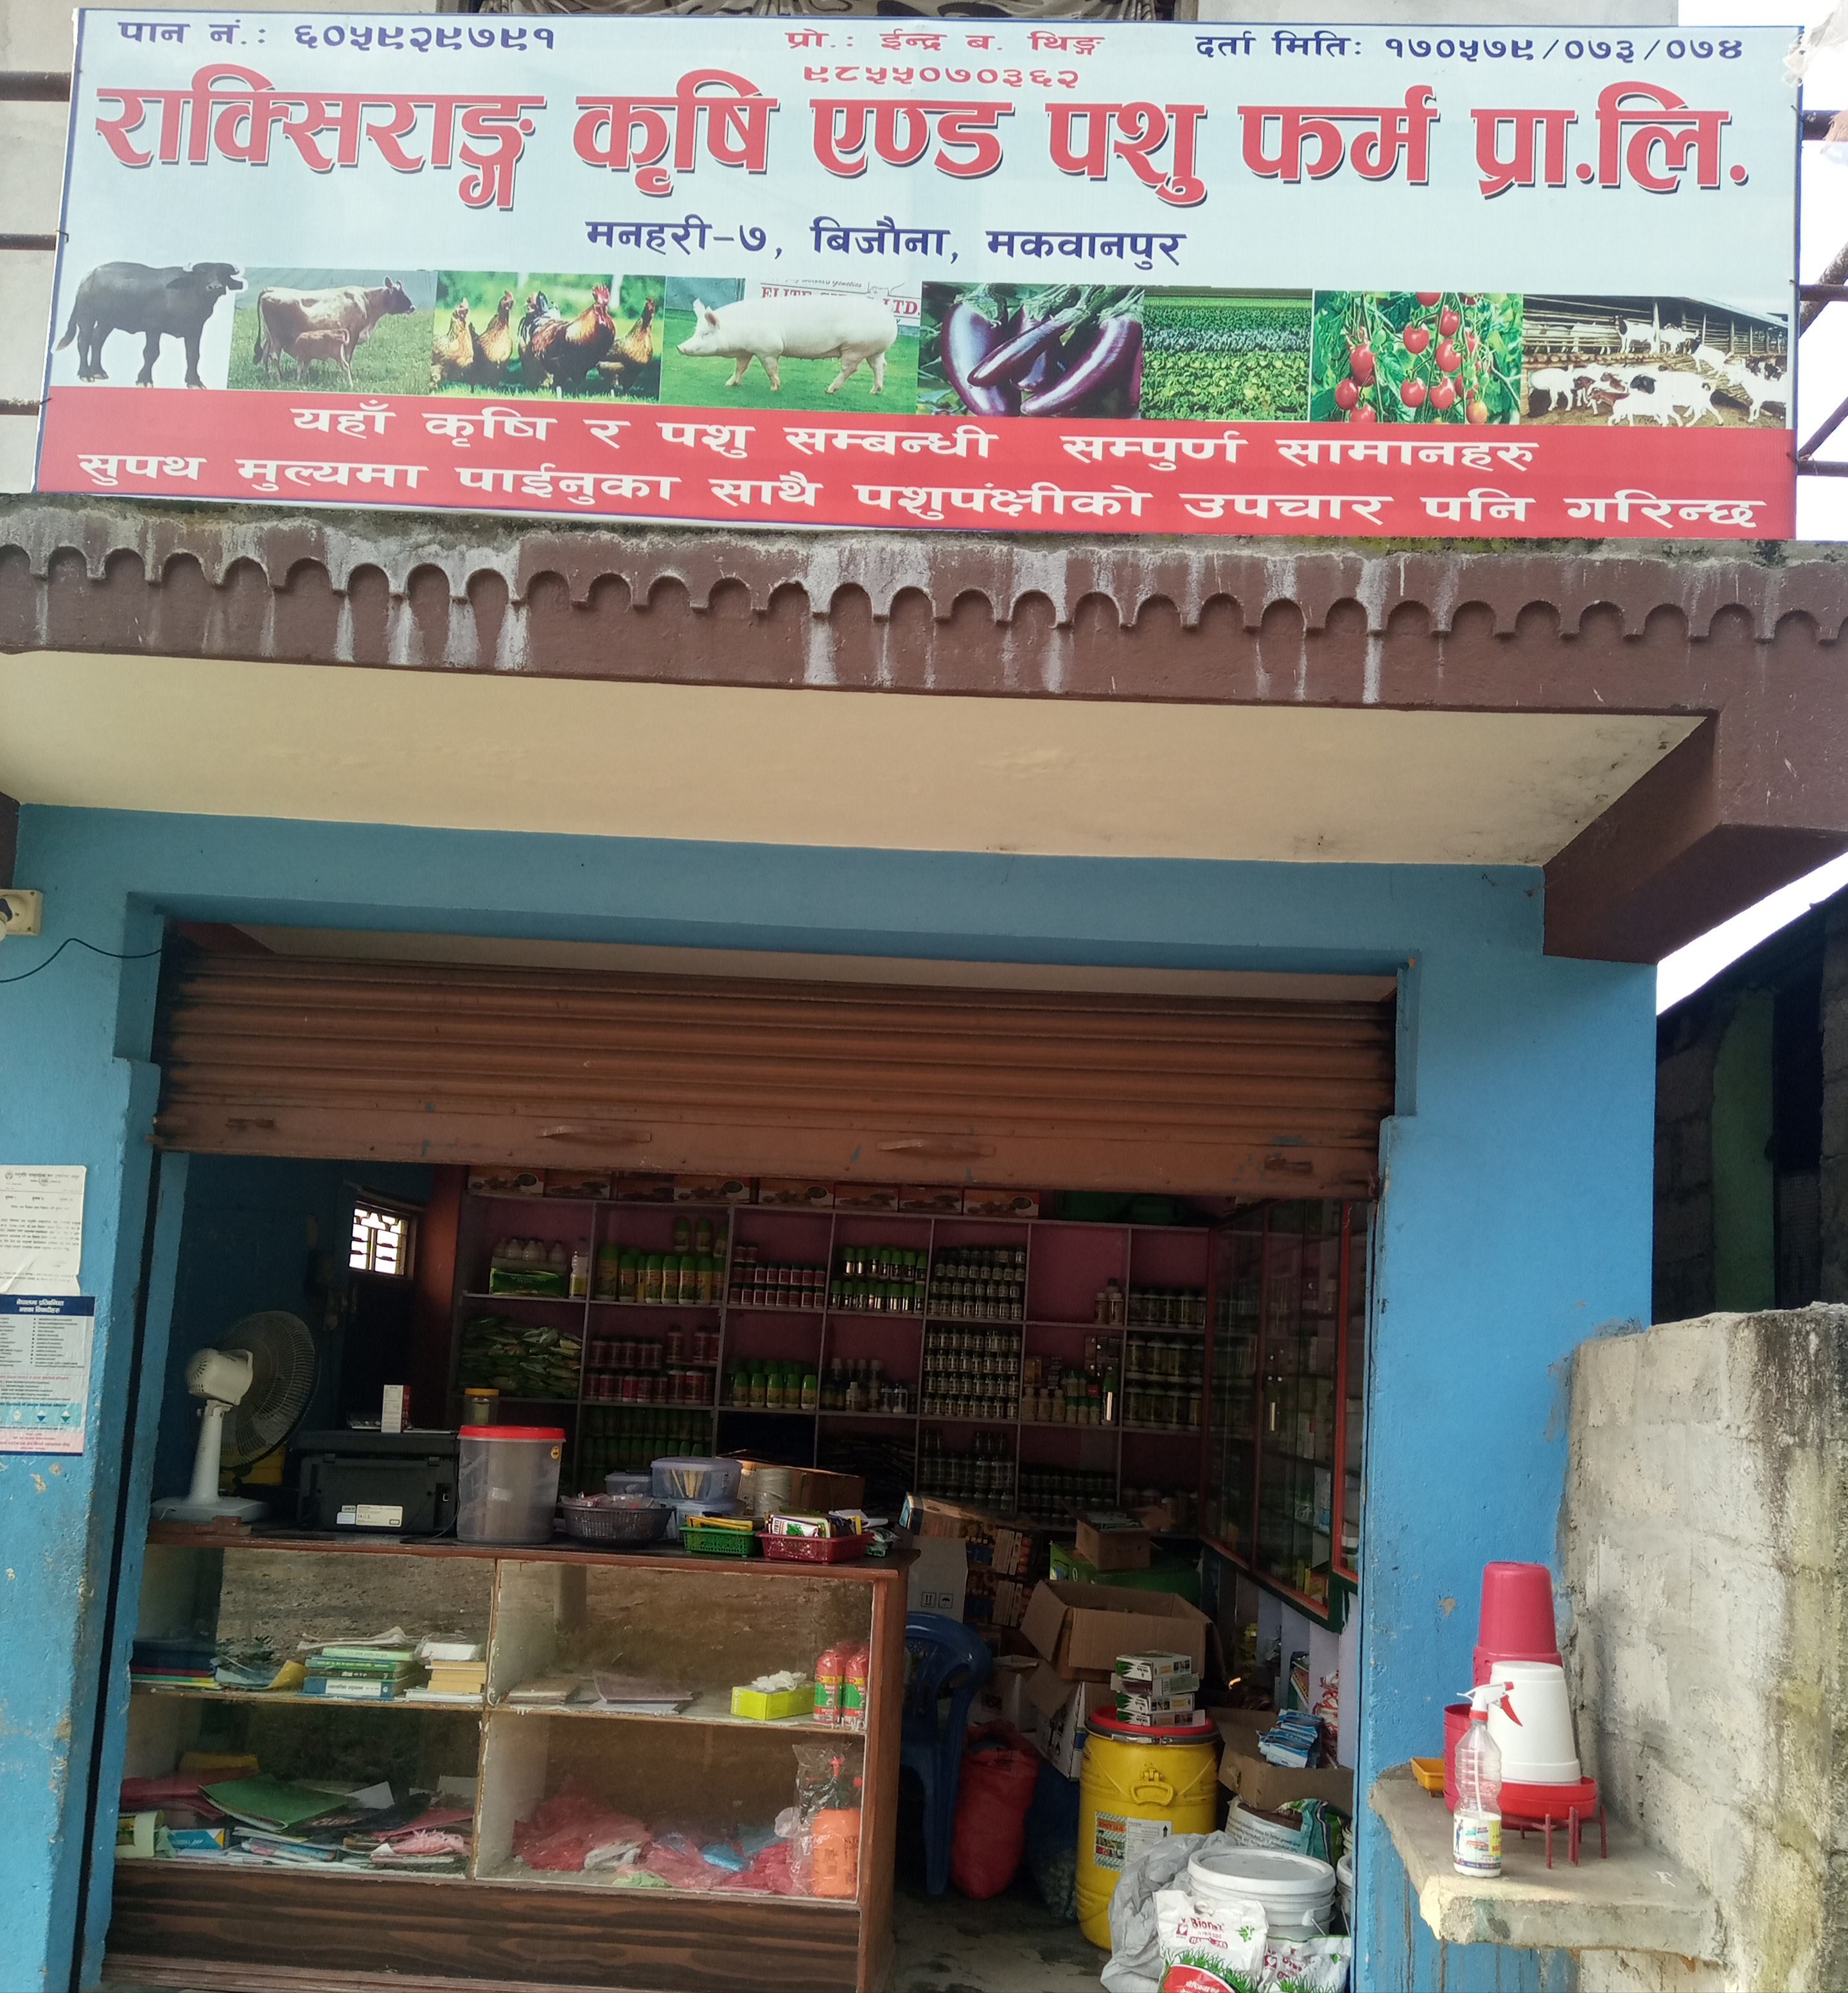 पान नं.: ६०५९२९७९१
प्रो.: ईन्द्र ब. थिङ्ग
९८५५०७०३६२
दर्ता मिति: १७०५७९/०७३/०७४
राक्सिराङ्ग कृषि एण्ड पशु फर्म प्रा.लि.
मनहरी-७, बिजौना, मकवानपुर
यहाँ कृषि र पशु सम्बन्धी सम्पुर्ण सामानहरु
सुपथ मुल्यमा पाईनुका साथै पशुपंक्षीको उपचार पनि गरिन्छ